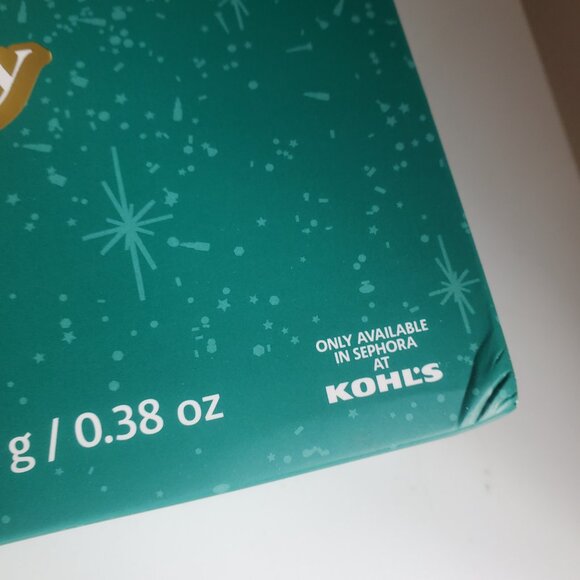 y
ONLY AVAILABLE
IN SEPHORA
AT
KOHL'S
g / 0.38 oz